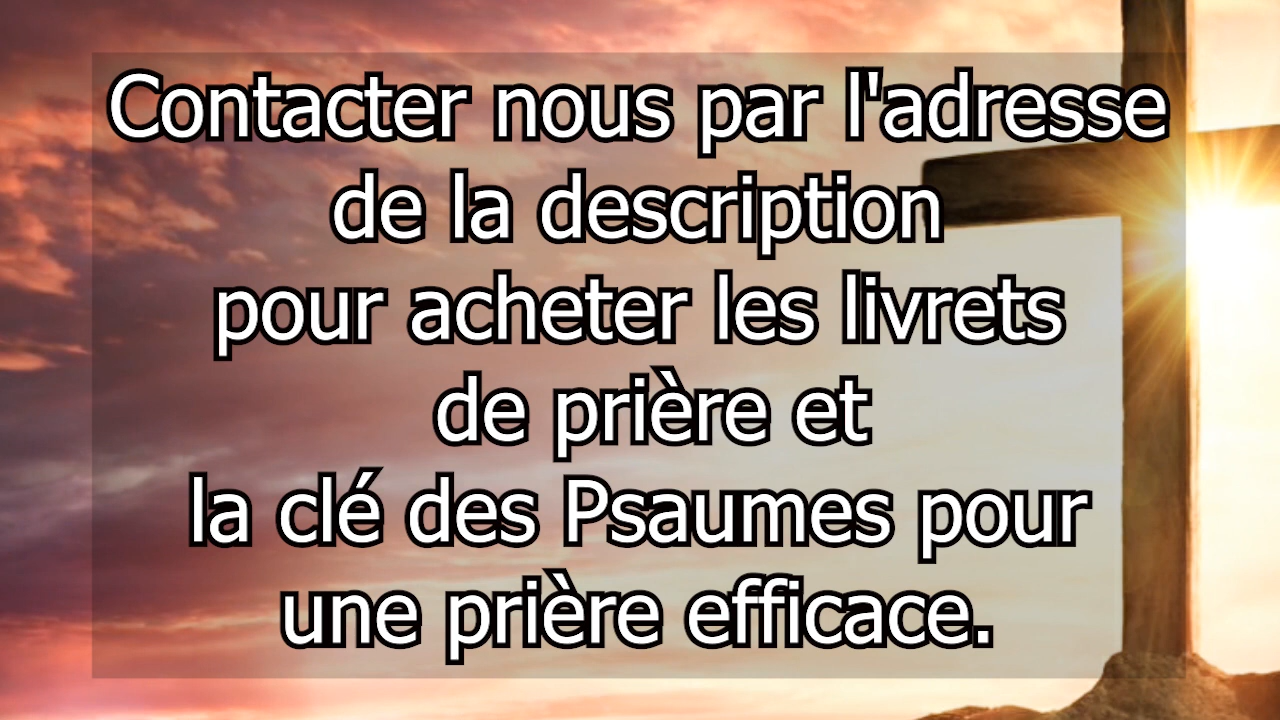 Contacter nous par l'adresse
de la description
pour acheter les livrets
de prière et
la clé des Psaumes pour
une prière efficace.